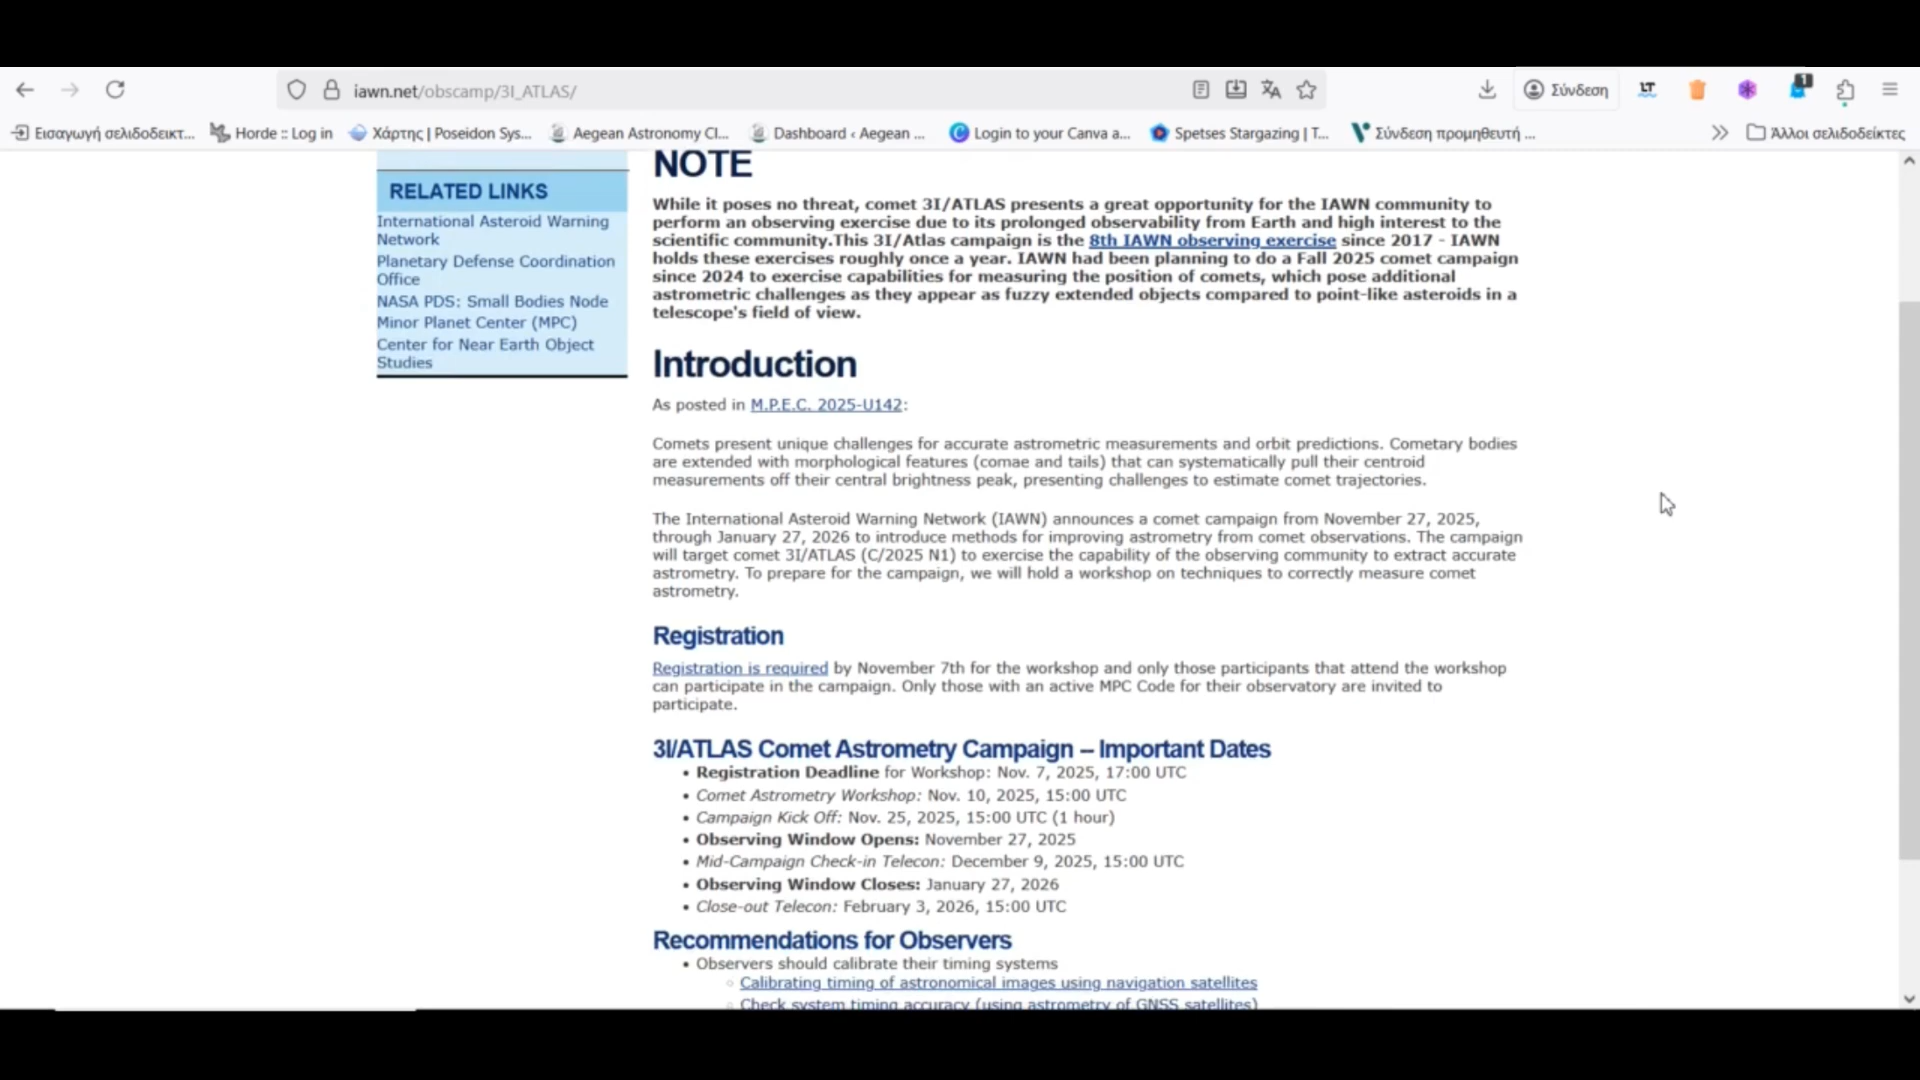 iawn.net/obscamp/3I_ATLAS/
Σύνδεση
LT
1
Εισαγωγή σελιδοδεικτ...
Horde :: Log in
Χάρτης | Poseidon Sys...
Aegean Astronomy Cl...
Dashboard ‹ Aegean ...
Login to your Canva a...
Spetses Stargazing | T...
Σύνδεση προμηθευτή ...
Άλλοι σελιδοδείκτες
RELATED LINKS
International Asteroid Warning
Network
Planetary Defense Coordination
Office
NASA PDS: Small Bodies Node
Minor Planet Center (MPC)
Center for Near Earth Object
Studies
NOTE
While it poses no threat, comet 3I/ATLAS presents a great opportunity for the IAWN community to
perform an observing exercise due to its prolonged observability from Earth and high interest to the
scientific community.This 3I/Atlas campaign is the 8th IAWN observing exercise since 2017 - IAWN
holds these exercises roughly once a year. IAWN had been planning to do a Fall 2025 comet campaign
since 2024 to exercise capabilities for measuring the position of comets, which pose additional
astrometric challenges as they appear as fuzzy extended objects compared to point-like asteroids in a
telescope's field of view.
Introduction
As posted in M.P.E.C. 2025-U142:
Comets present unique challenges for accurate astrometric measurements and orbit predictions. Cometary bodies
are extended with morphological features (comae and tails) that can systematically pull their centroid
measurements off their central brightness peak, presenting challenges to estimate comet trajectories.
The International Asteroid Warning Network (IAWN) announces a comet campaign from November 27, 2025,
through January 27, 2026 to introduce methods for improving astrometry from comet observations. The campaign
will target comet 3I/ATLAS (C/2025 N1) to exercise the capability of the observing community to extract accurate
astrometry. To prepare for the campaign, we will hold a workshop on techniques to correctly measure comet
astrometry.
Registration
Registration is required by November 7th for the workshop and only those participants that attend the workshop
can participate in the campaign. Only those with an active MPC Code for their observatory are invited to
participate.
3I/ATLAS Comet Astrometry Campaign – Important Dates
• Registration Deadline for Workshop: Nov. 7, 2025, 17:00 UTC
• Comet Astrometry Workshop: Nov. 10, 2025, 15:00 UTC
• Campaign Kick Off: Nov. 25, 2025, 15:00 UTC (1 hour)
• Observing Window Opens: November 27, 2025
• Mid-Campaign Check-in Telecon: December 9, 2025, 15:00 UTC
• Observing Window Closes: January 27, 2026
• Close-out Telecon: February 3, 2026, 15:00 UTC
Recommendations for Observers
• Observers should calibrate their timing systems
◦ Calibrating timing of astronomical images using navigation satellites
◦ Check system timing accuracy (using astrometry of GNSS satellites)